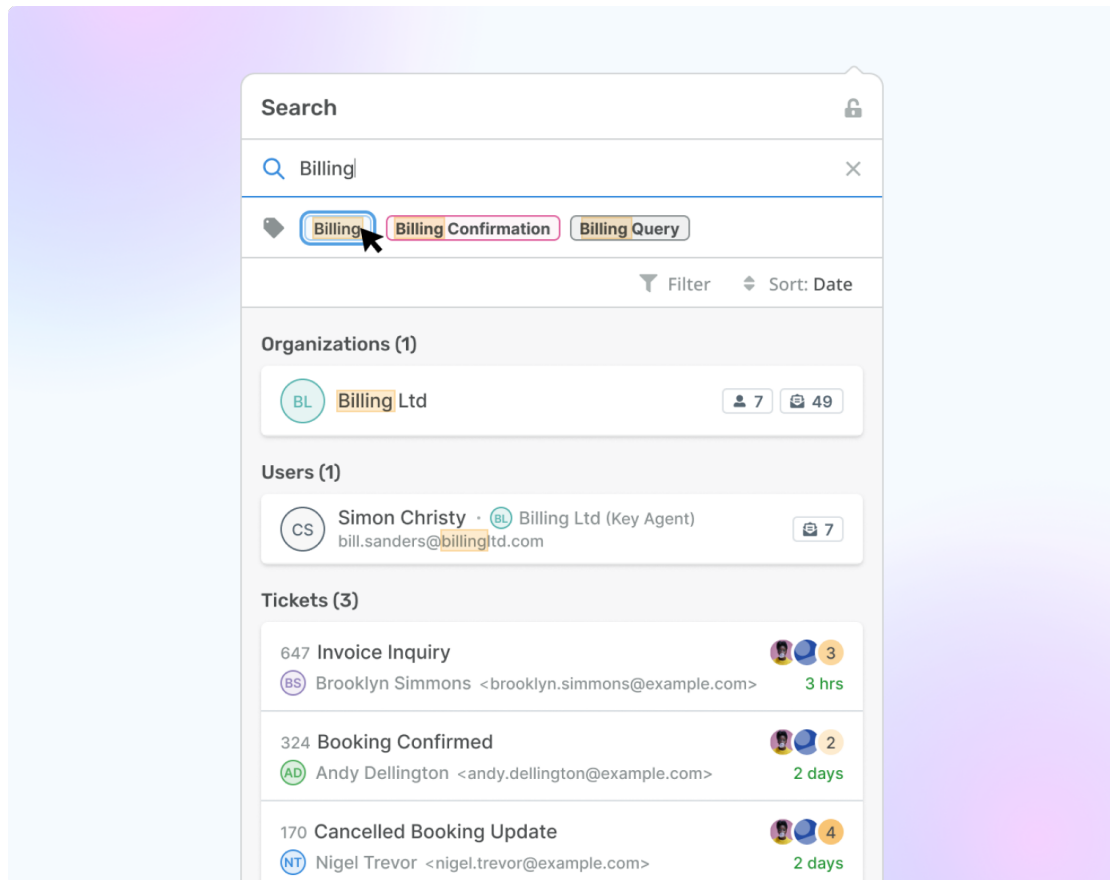 Search
Billing
Billing Billing Confirmation Billing Query
Filter Sort: Date
Organizations (1)
BL Billing Ltd 7 49
Users (1)
CS Simon Christy · BL Billing Ltd (Key Agent) 7
bill.sanders@billingltd.com
Tickets (3)
647 Invoice Inquiry 3
BS Brooklyn Simmons <brooklyn.simmons@example.com> 3 hrs
324 Booking Confirmed 2
AD Andy Dellington <andy.dellington@example.com> 2 days
170 Cancelled Booking Update 4
NT Nigel Trevor <nigel.trevor@example.com> 2 days